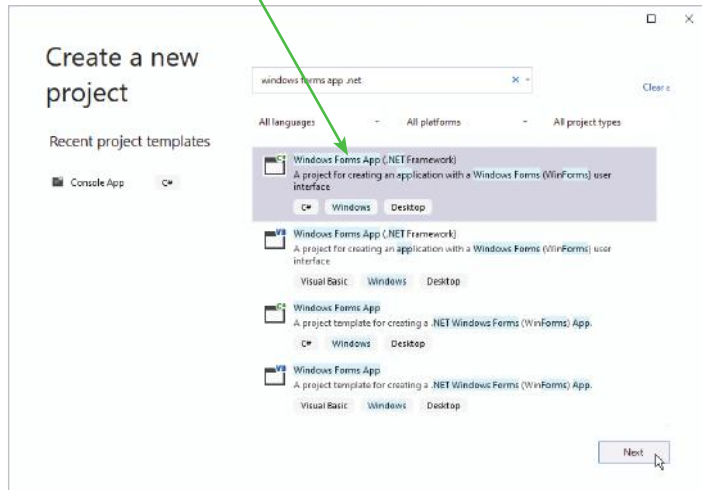 Create a new
project
windows forms app .net
Clear a
All languages
All platforms
All project types
Recent project templates
Console App
C#
Windows Forms App (.NET Framework)
A project for creating an application with a Windows Forms (WinForms) user
interface
C# Windows Desktop
Windows Forms App (.NET Framework)
A project for creating an application with a Windows Forms (WinForms) user
interface
Visual Basic Windows Desktop
Windows Forms App
A project template for creating a .NET Windows Forms (WinForms) App.
C# Windows Desktop
Windows Forms App
A project template for creating a .NET Windows Forms (WinForms) App.
Visual Basic Windows Desktop
Next